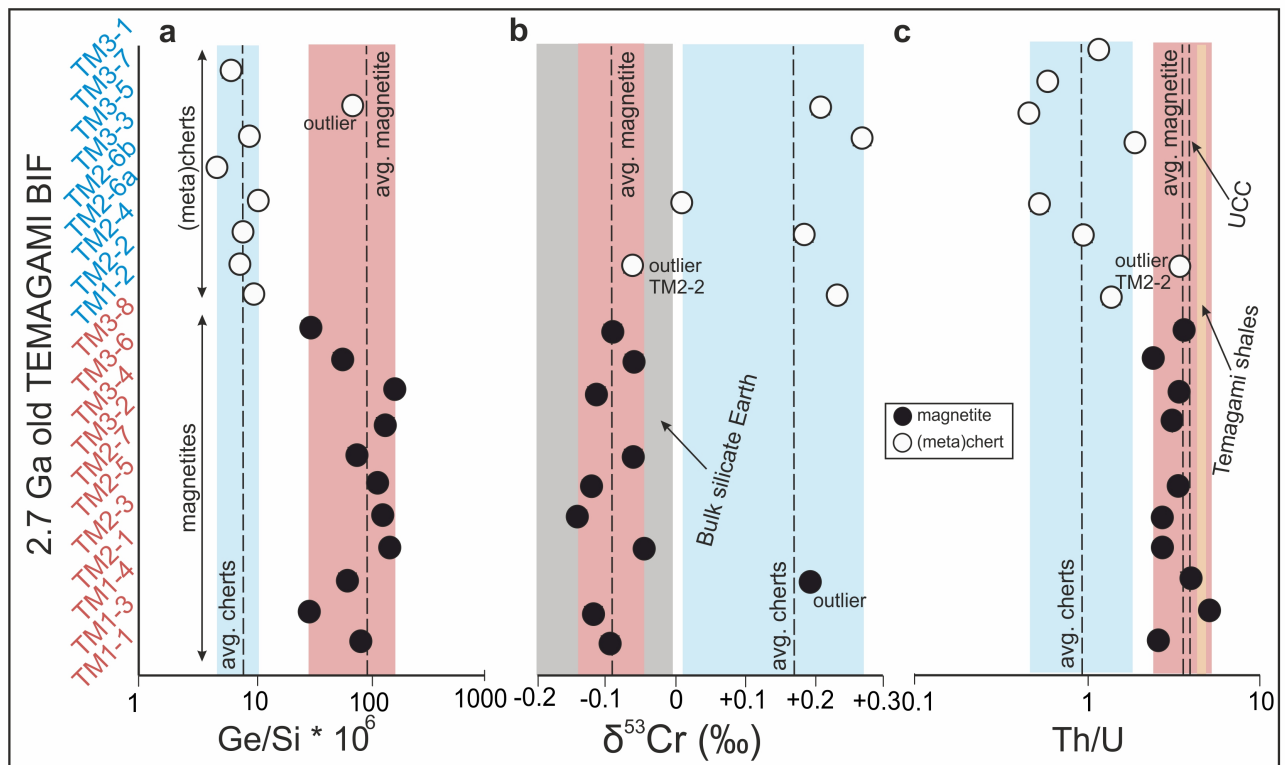 a
b
c
2.7 Ga old TEMAGAMI BIF
TM3-1
TM3-7
TM3-5
TM3-3
TM2-6b
TM2-6a
TM2-4
TM2-2
TM1-2
TM3-8
TM3-6
TM3-4
TM3-2
TM2-7
TM2-5
TM2-3
TM2-1
TM1-4
TM1-3
TM1-1
(meta)cherts
magnetites
avg. cherts
outlier
avg. magnetite
1
10
100
1000
Ge/Si * 10⁶
avg. magnetite
outlier
TM2-2
Bulk silicate Earth
avg. cherts
outlier
-0.2
-0.1
0
+0.1
+0.2
+0.3
δ⁵³Cr (‰)
magnetite
(meta)chert
avg. magnetite
UCC
outlier
TM2-2
Temagami shales
avg. cherts
0.1
1
10
Th/U